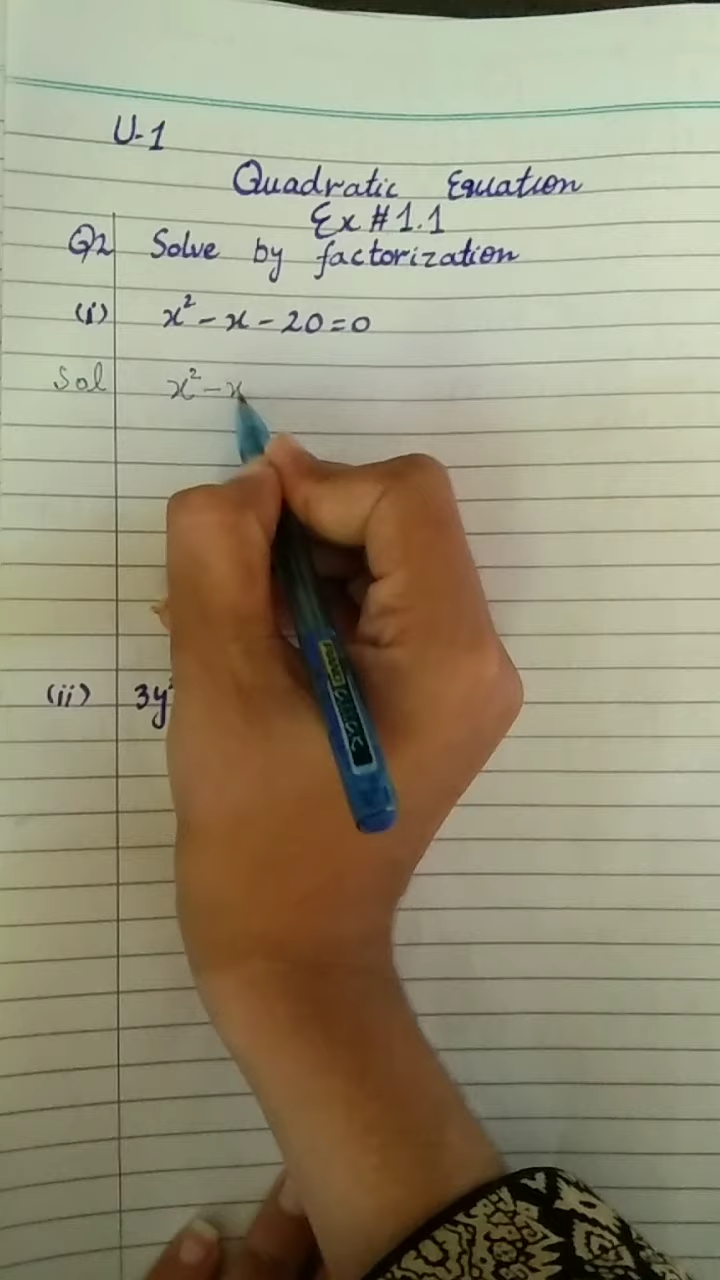 U-1
Quadratic Equation
Ex # 1.1
Q2 Solve by factorization
(i) x² - x - 20 = 0
Sol x² - x
(ii) 3y